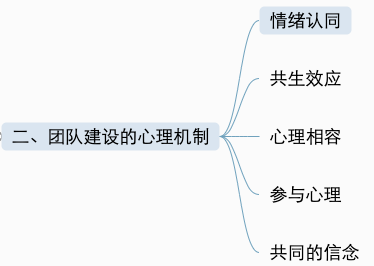 情绪认同
共生效应
二、团队建设的心理机制
心理相容
参与心理
共同的信念